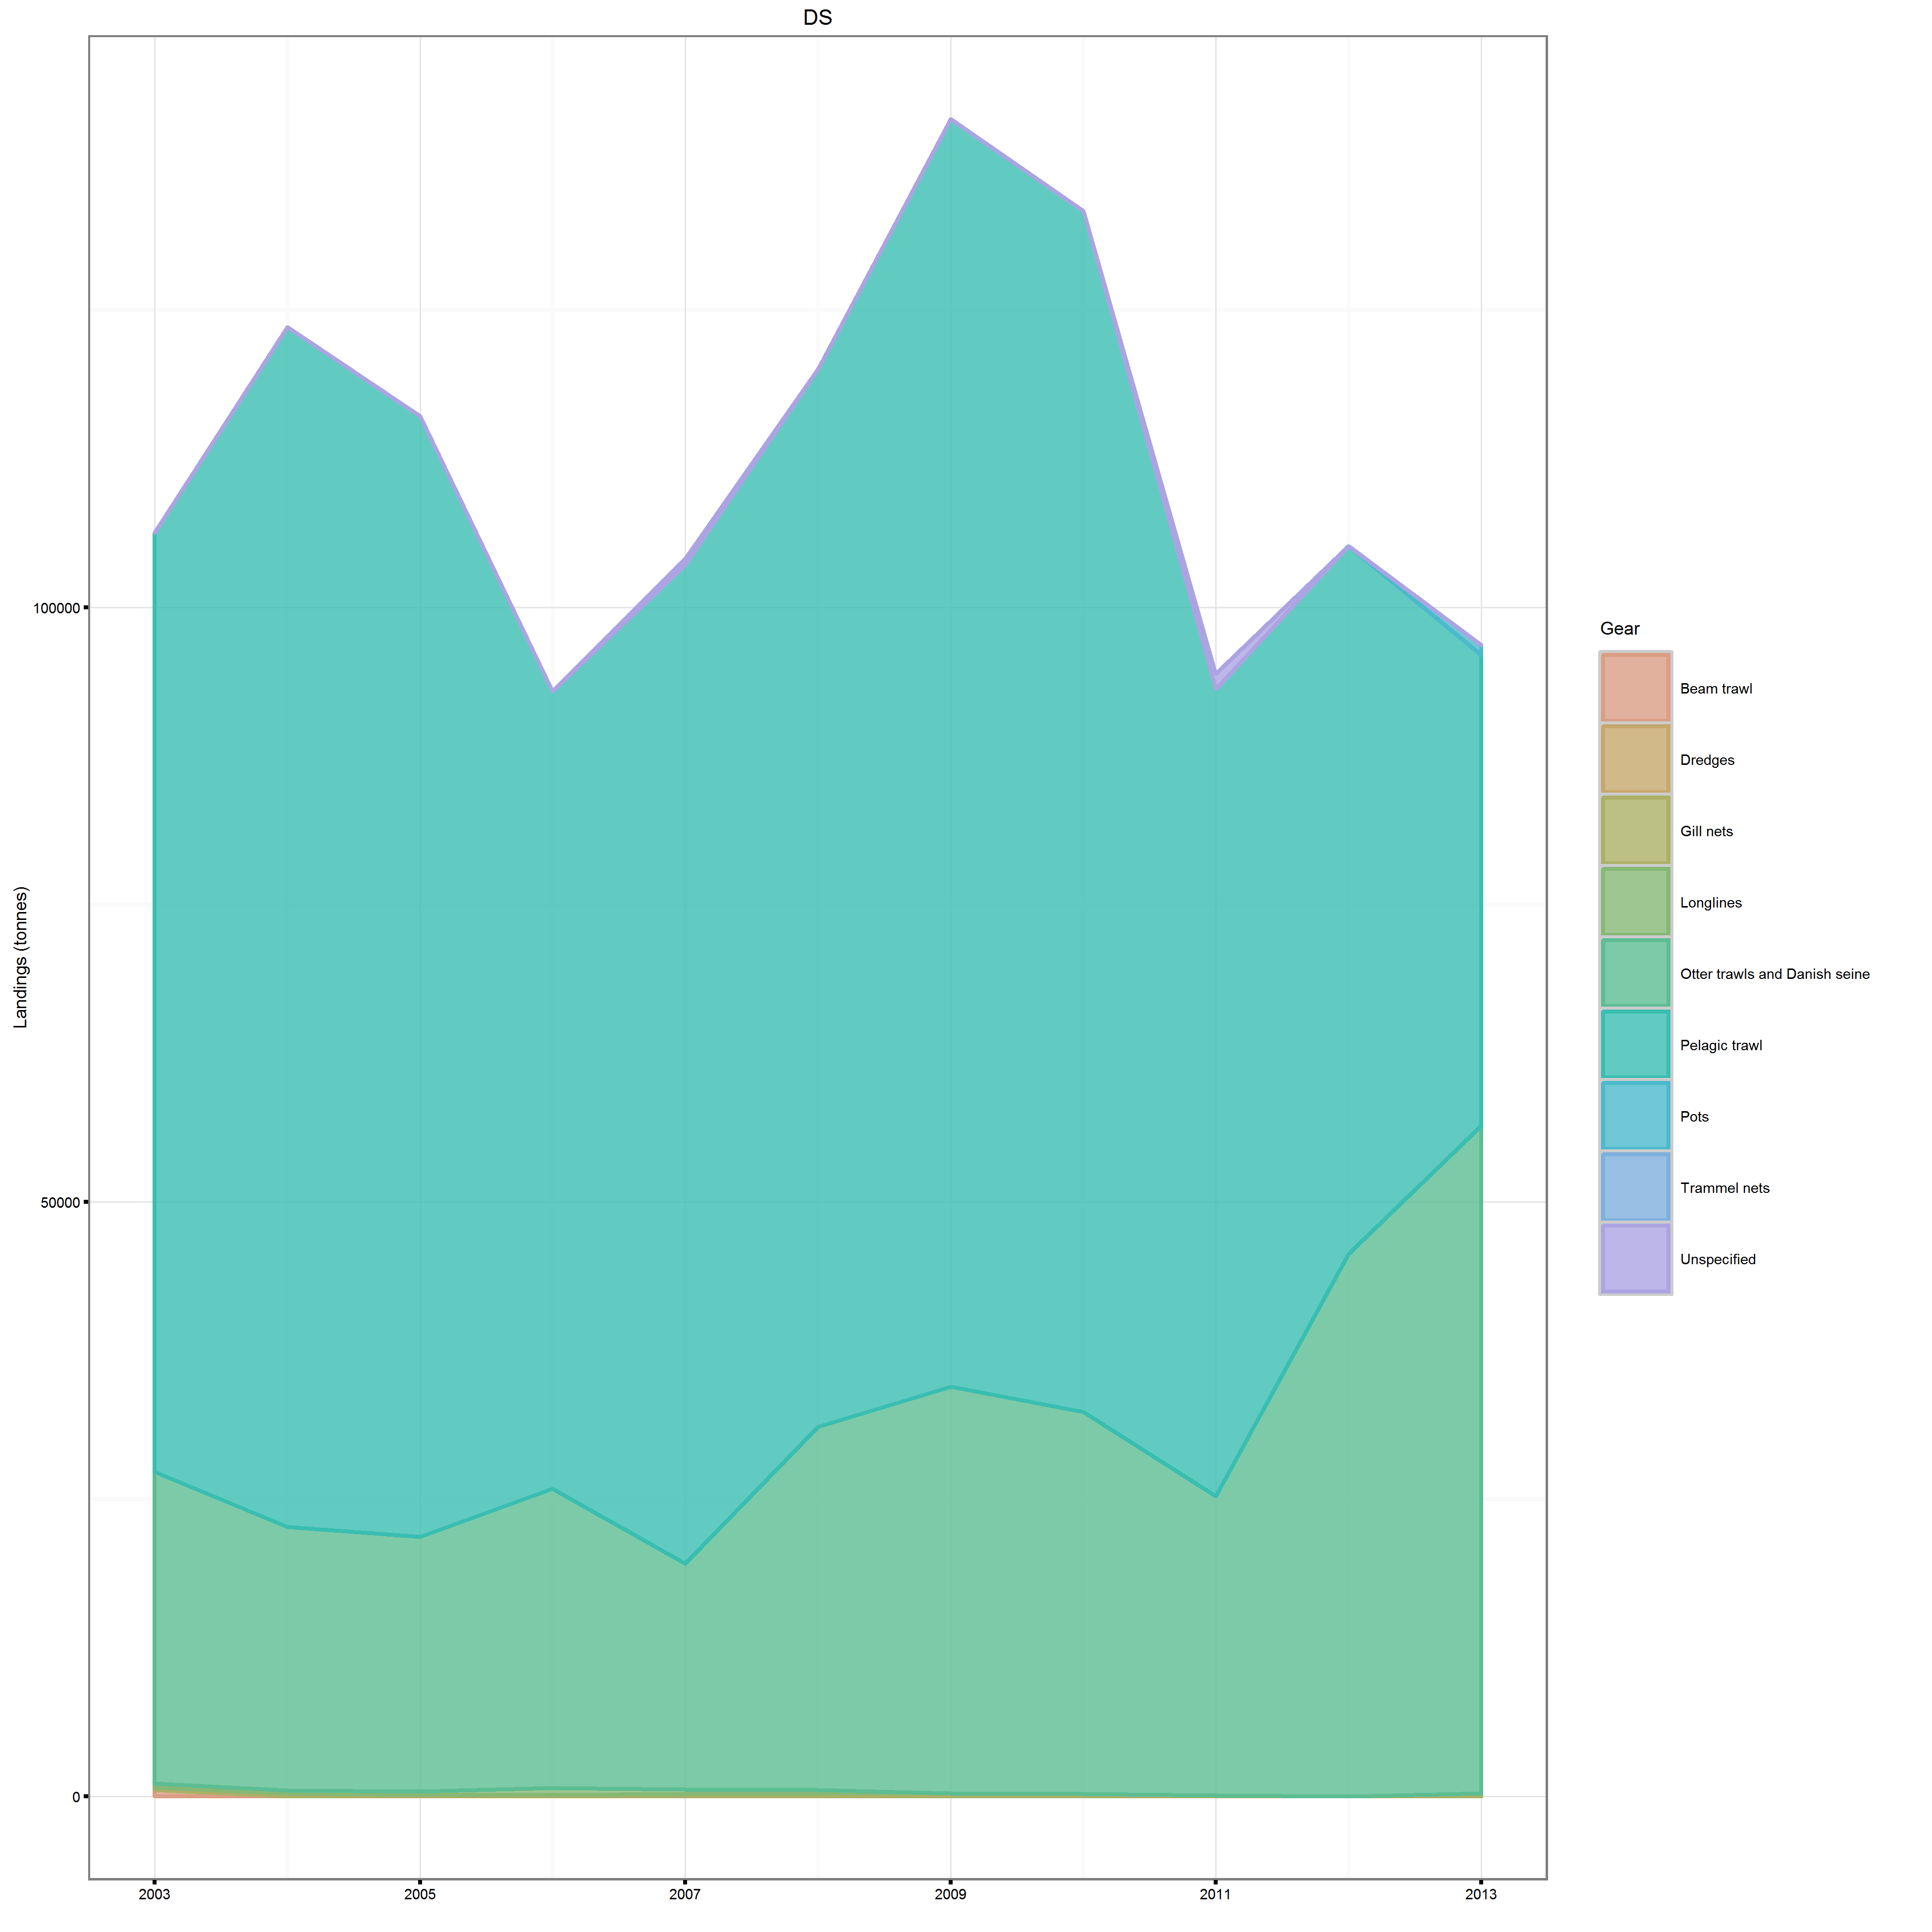 DS
Landings (tonnes)
100000
50000
0
2003
2005
2007
2009
2011
2013
Gear
Beam trawl
Dredges
Gill nets
Longlines
Otter trawls and Danish seine
Pelagic trawl
Pots
Trammel nets
Unspecified